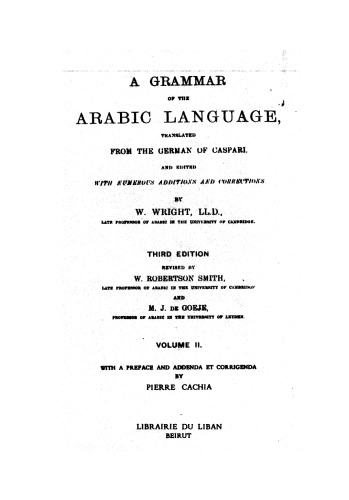 A GRAMMAR
OF THE
ARABIC LANGUAGE,
TRANSLATED
FROM THE GERMAN OF CASPARI,
AND EDITED
WITH NUMEROUS ADDITIONS AND CORRECTIONS
BY
W. WRIGHT, LL.D.,
LATE PROFESSOR OF ARABIC IN THE UNIVERSITY OF CAMBRIDGE.
THIRD EDITION
REVISED BY
W. ROBERTSON SMITH,
LATE PROFESSOR OF ARABIC IN THE UNIVERSITY OF CAMBRIDGE
AND
M. J. DE GOEJE,
PROFESSOR OF ARABIC IN THE UNIVERSITY OF LEYDEN.
VOLUME II.
WITH A PREFACE AND ADDENDA ET CORRIGENDA
BY
PIERRE CACHIA
LIBRAIRIE DU LIBAN
BEIRUT